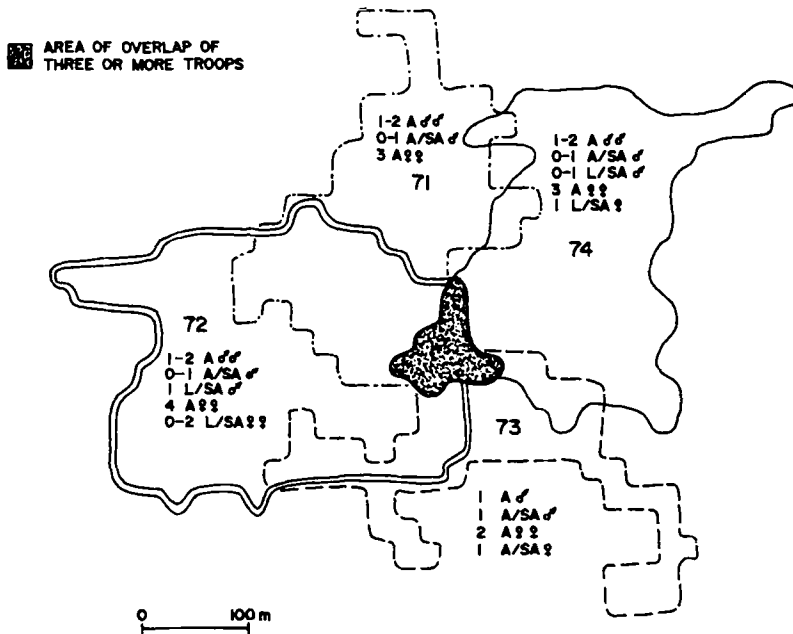 AREA OF OVERLAP OF
THREE OR MORE TROOPS
1-2 A♂♂
0-1 A/SA♂
3 A♀♀
71
1-2 A♂♂
0-1 A/SA♂
0-1 L/SA♂
3 A♀♀
1 L/SA♀
74
72
1-2 A♂♂
0-1 A/SA♂
1 L/SA♂
4 A♀♀
0-2 L/SA♀♀
73
1 A♂
1 A/SA♂
2 A♀♀
1 A/SA♀
0 100 m